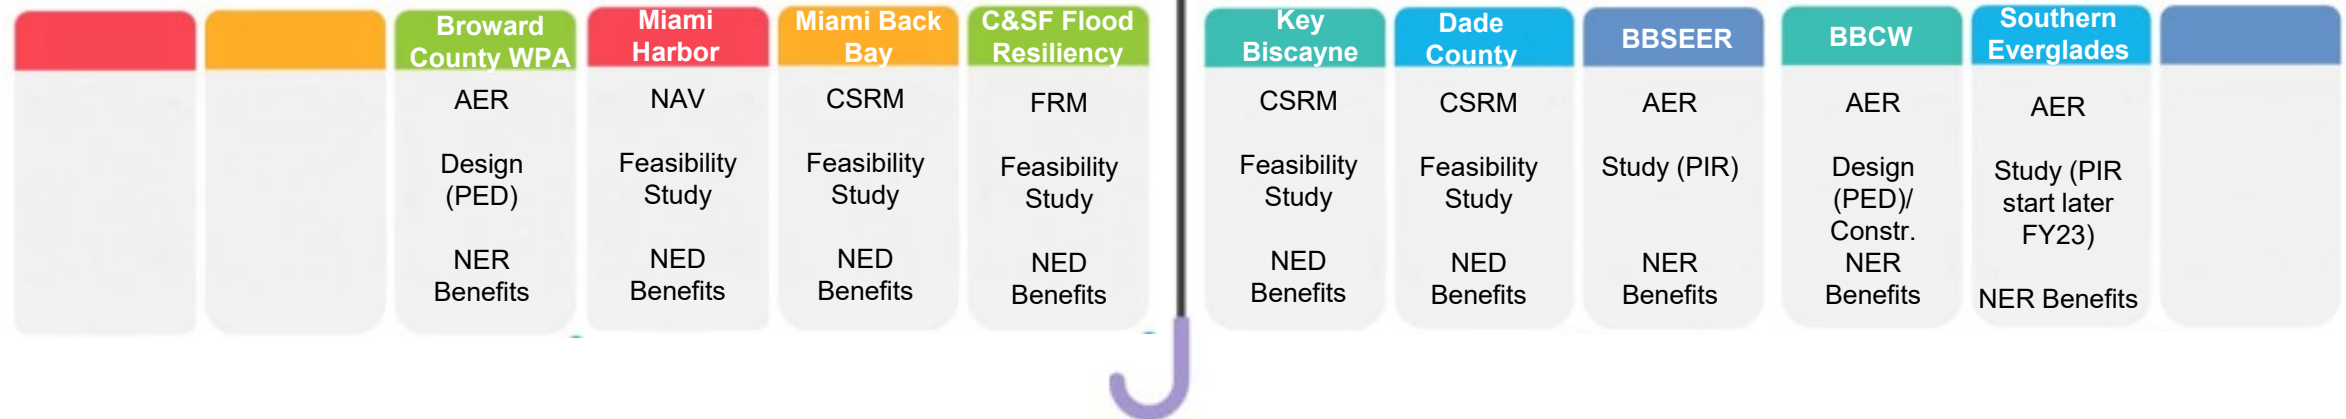 Broward
County WPA
AER
Design
(PED)
NER
Benefits
Miami
Harbor
NAV
Feasibility
Study
NED
Benefits
Miami Back
Bay
CSRM
Feasibility
Study
NED
Benefits
C&SF Flood
Resiliency
FRM
Feasibility
Study
NED
Benefits
Key
Biscayne
CSRM
Feasibility
Study
NED
Benefits
Dade
County
CSRM
Feasibility
Study
NED
Benefits
BBSEER
AER
Study (PIR)
NER
Benefits
BBCW
AER
Design
(PED)/
Constr.
NER
Benefits
Southern
Everglades
AER
Study (PIR
start later
FY23)
NER Benefits